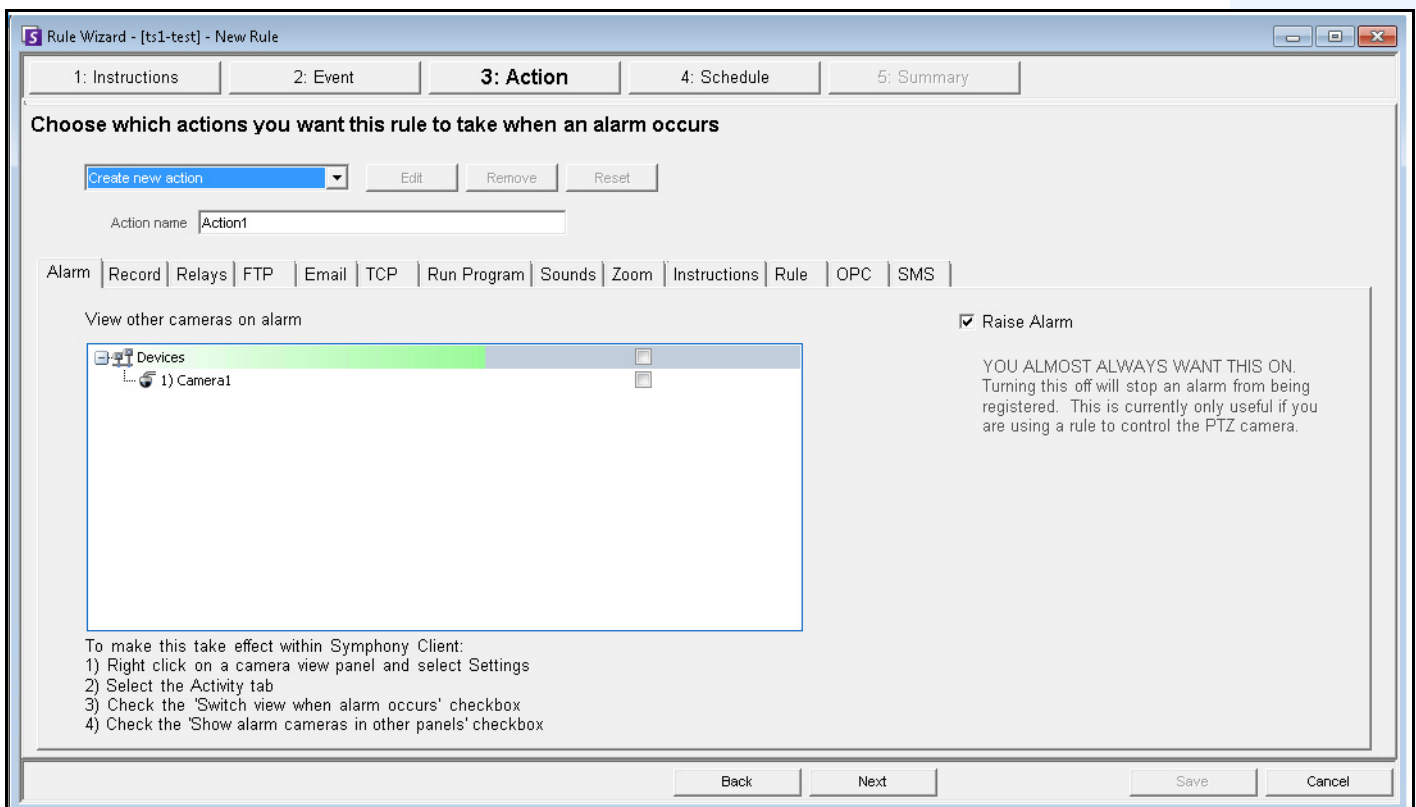 Rule Wizard - [ts1-test] - New Rule
1: Instructions
2: Event
3: Action
4: Schedule
5: Summary
Choose which actions you want this rule to take when an alarm occurs
Create new action
Edit
Remove
Reset
Action name
Action1
Alarm
Record
Relays
FTP
Email
TCP
Run Program
Sounds
Zoom
Instructions
Rule
OPC
SMS
View other cameras on alarm
Devices
1) Camera1
Raise Alarm
YOU ALMOST ALWAYS WANT THIS ON.
Turning this off will stop an alarm from being
registered. This is currently only useful if you
are using a rule to control the PTZ camera.
To make this take effect within Symphony Client:
1) Right click on a camera view panel and select Settings
2) Select the Activity tab
3) Check the 'Switch view when alarm occurs' checkbox
4) Check the 'Show alarm cameras in other panels' checkbox
Back
Next
Save
Cancel